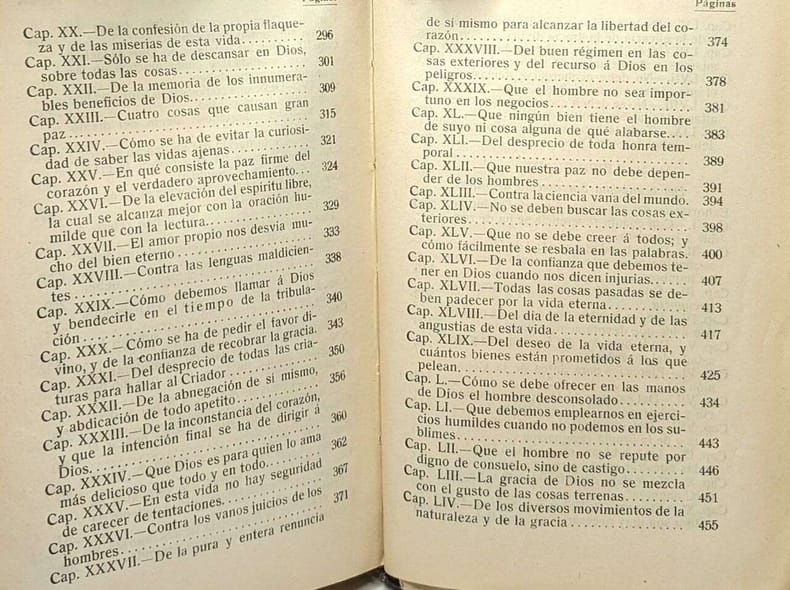 Páginas
Cap. XX.—De la confesión de la propia flaque-
za y de las miserias de esta vida.............. 296
Cap. XXI.—Sólo se ha de descansar en Dios,
sobre todas las cosas.................. 301
Cap. XXII.—De la memoria de los innumera-
bles beneficios de Dios.................. 309
Cap. XXIII.—Cuatro cosas que causan gran
paz.................. 315
Cap. XXIV.—Cómo se ha de evitar la curiosi-
dad de saber las vidas ajenas.............. 321
Cap. XXV.—En qué consiste la paz firme del
corazón y el verdadero aprovechamiento... 324
Cap. XXVI.—De la elevación del espíritu libre,
la cual se alcanza mejor con la oración hu-
milde que con la lectura.................. 329
Cap. XXVII.—El amor propio nos desvía mu-
cho del bien eterno.................. 333
Cap. XXVIII.—Contra las lenguas maldicien-
tes.................. 338
Cap. XXIX.—Cómo debemos llamar á Dios
y bendecirle en el tiempo de la tribula-
ción.................. 340
Cap. XXX.—Cómo se ha de pedir el favor di-
vino, y de la confianza de recobrar la gracia. 343
Cap. XXXI.—Del desprecio de todas las cria-
turas para hallar al Criador.............. 350
Cap. XXXII.—De la abnegación de sí mismo,
y abdicación de todo apetito.............. 356
Cap. XXXIII.—De la inconstancia del corazón,
y que la intención final se ha de dirigir á
Dios.................. 360
Cap. XXXIV.—Que Dios es para quien lo ama
más delicioso que todo y en todo.......... 362
Cap. XXXV.—En esta vida no hay seguridad
de carecer de tentaciones.............. 367
Cap. XXXVI.—Contra los vanos juicios de los
hombres.................. 371
Cap. XXXVII.—De la pura y entera renuncia
Páginas
de sí mismo para alcanzar la libertad del co-
razón.................. 374
Cap. XXXVIII.—Del buen régimen en las co-
sas exteriores y del recurso á Dios en los
peligros.................. 378
Cap. XXXIX.—Que el hombre no sea impor-
tuno en los negocios.................. 381
Cap. XL.—Que ningún bien tiene el hombre
de suyo ni cosa alguna de qué alabarse.... 383
Cap. XLI.—Del desprecio de toda honra tem-
poral.................. 389
Cap. XLII.—Que nuestra paz no debe depen-
der de los hombres.................. 391
Cap. XLIII.—Contra la ciencia vana del mundo. 394
Cap. XLIV.—No se deben buscar las cosas ex-
teriores.................. 398
Cap. XLV.—Que no se debe creer á todos; y
cómo fácilmente se resbala en las palabras. 400
Cap. XLVI.—De la confianza que debemos te-
ner en Dios cuando nos dicen injurias..... 407
Cap. XLVII.—Todas las cosas pasadas se de-
ben padecer por la vida eterna.......... 413
Cap. XLVIII.—Del día de la eternidad y de las
angustias de esta vida.................. 417
Cap. XLIX.—Del deseo de la vida eterna, y
cuántos bienes están prometidos á los que
pelean.................. 425
Cap. L.—Cómo se debe ofrecer en las manos
de Dios el hombre desconsolado.......... 434
Cap. LI.—Que debemos emplearnos en ejerci-
cios humildes cuando no podemos en los su-
blimes.................. 443
Cap. LII.—Que el hombre no se repute por
digno de consuelo, sino de castigo........ 446
Cap. LIII.—La gracia de Dios no se mezcla
con el gusto de las cosas terrenas........ 451
Cap. LIV.—De los diversos movimientos de la
naturaleza y de la gracia.................. 455